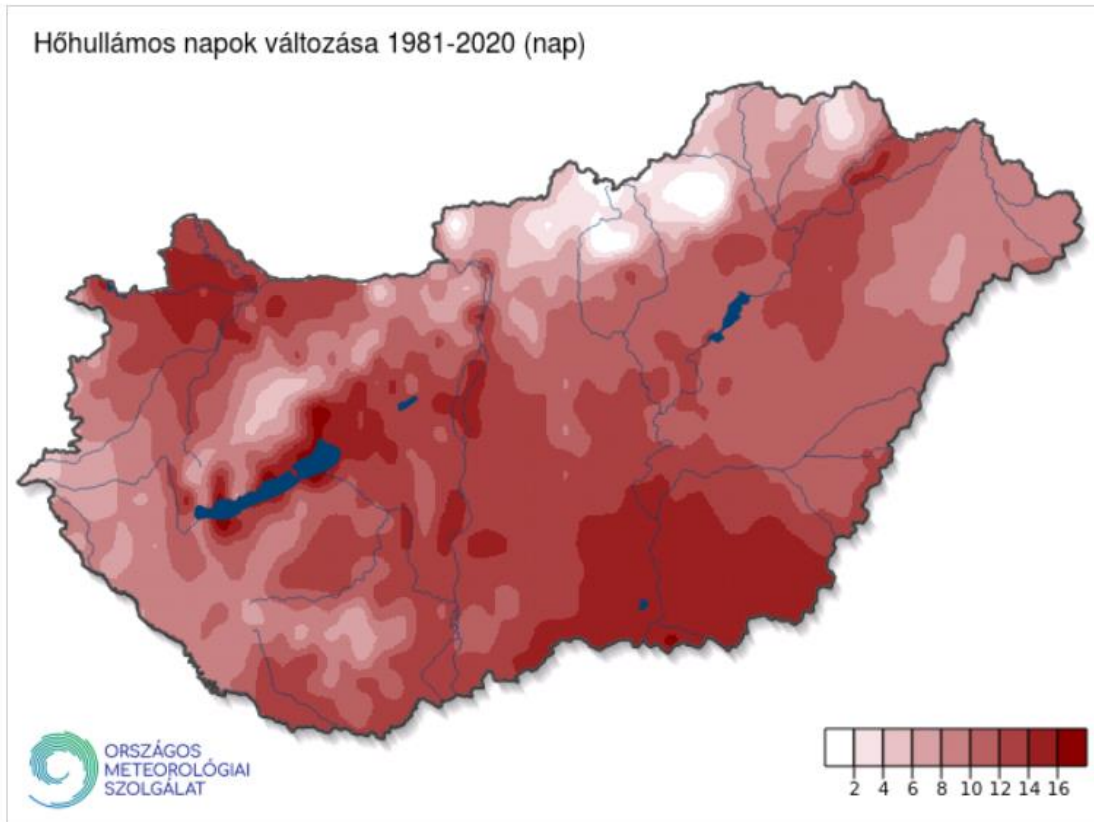 Hőhullámos napok változása 1981-2020 (nap)
ORSZÁGOS
METEOROLÓGIAI
SZOLGÁLAT
2 4 6 8 10 12 14 16